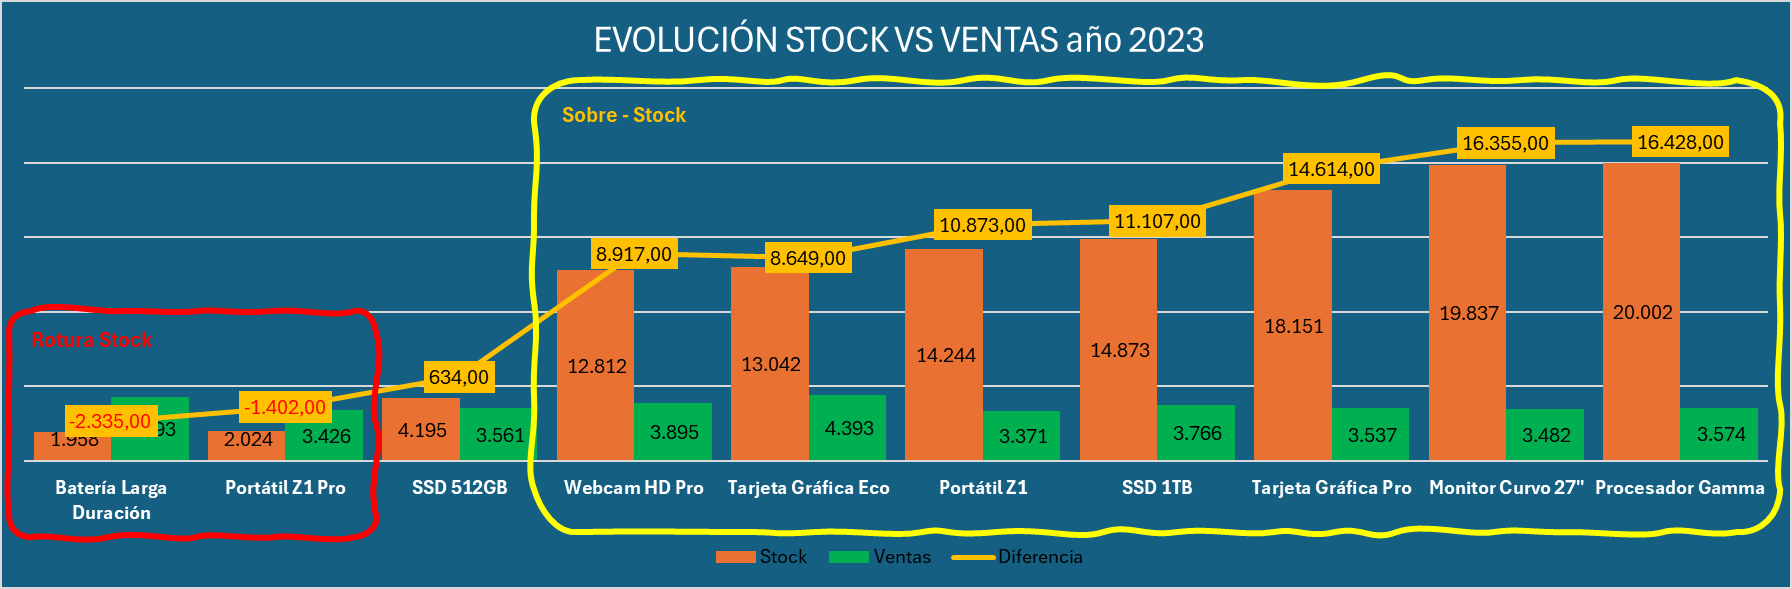 EVOLUCIÓN STOCK VS VENTAS año 2023
Sobre - Stock
16.355,00 16.428,00
14.614,00
10.873,00 11.107,00
8.917,00 8.649,00
Rotura Stock
12.812 13.042 14.244 14.873 18.151 19.837 20.002
634,00
-2.335,00 -1.402,00
1.958 2.024 3.426 4.195 3.561 3.895 4.393 3.371 3.766 3.537 3.482 3.574
Batería Larga Duración
Portátil Z1 Pro
SSD 512GB
Webcam HD Pro
Tarjeta Gráfica Eco
Portátil Z1
SSD 1TB
Tarjeta Gráfica Pro
Monitor Curvo 27"
Procesador Gamma
Stock Ventas Diferencia